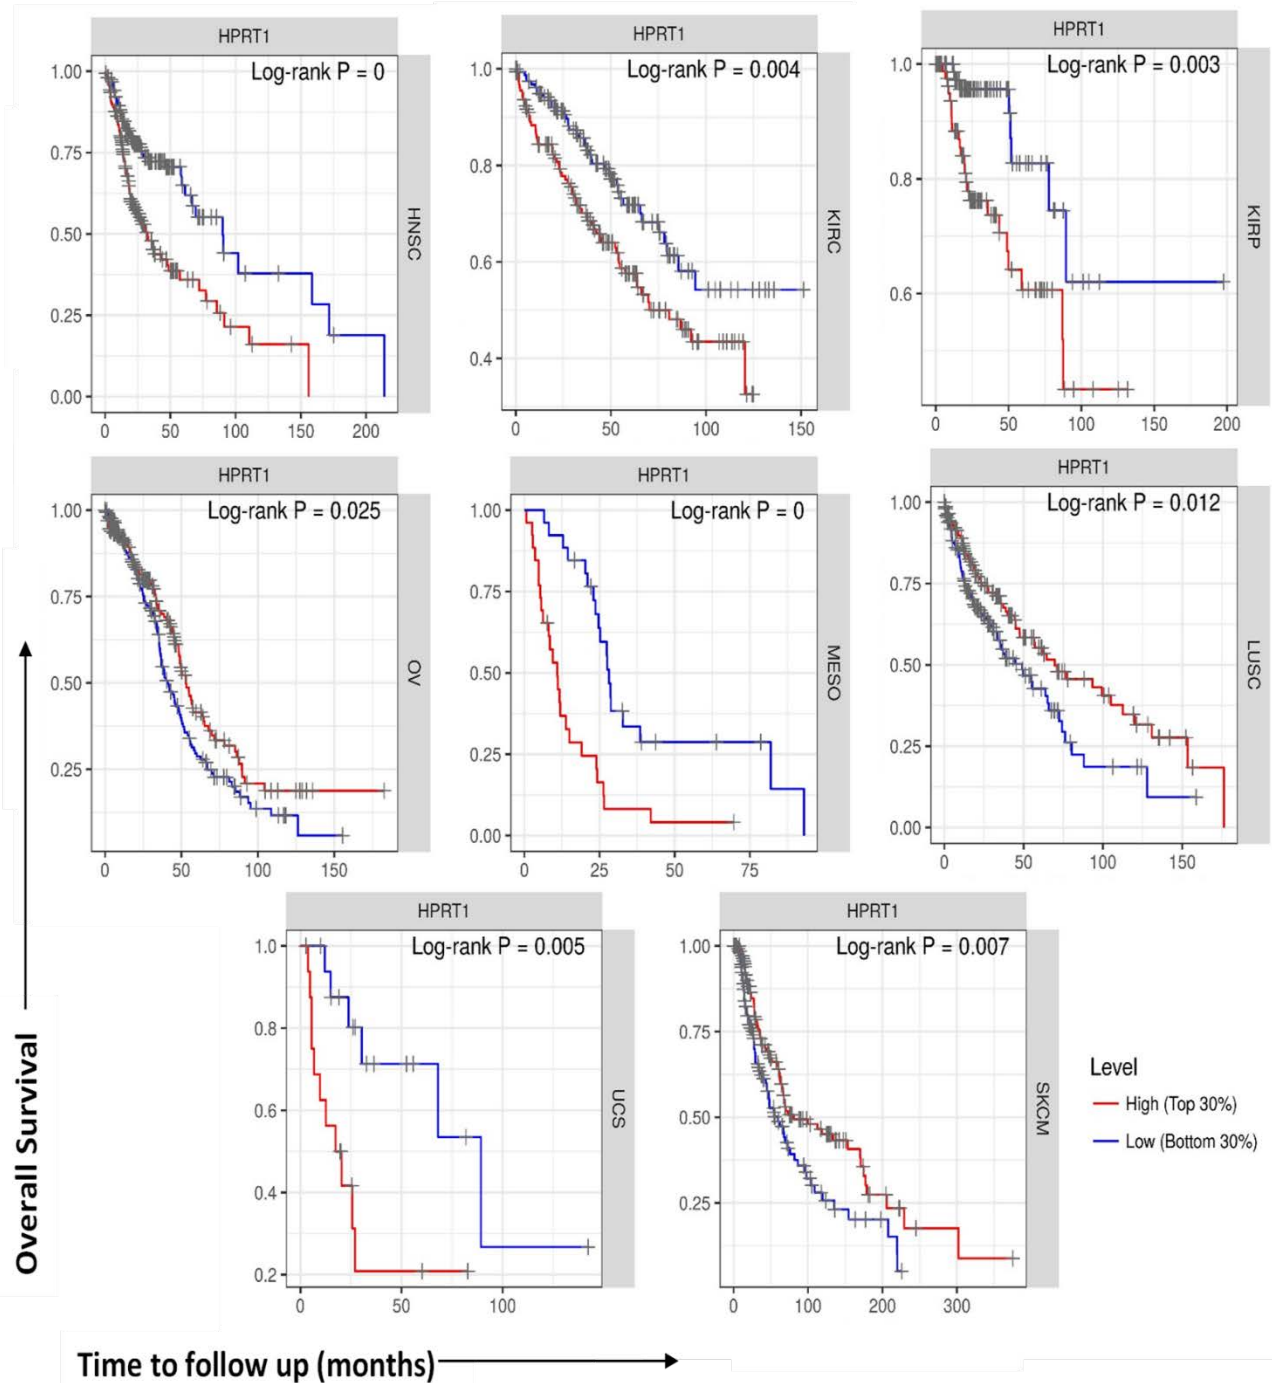 HPRT1
Log-rank P = 0
HNSC
1.00
0.75
0.50
0.25
0.00
0 50 100 150 200
HPRT1
Log-rank P = 0.004
KIRC
1.0
0.8
0.6
0.4
0 50 100 150
HPRT1
Log-rank P = 0.003
KIRP
1.0
0.8
0.6
0 50 100 150 200
HPRT1
Log-rank P = 0.025
OV
1.00
0.75
0.50
0.25
0 50 100 150
HPRT1
Log-rank P = 0
MESO
1.00
0.75
0.50
0.25
0.00
0 25 50 75
HPRT1
Log-rank P = 0.012
LUSC
1.00
0.75
0.50
0.25
0.00
0 50 100 150
HPRT1
Log-rank P = 0.005
UCS
1.0
0.8
0.6
0.4
0.2
0 50 100
HPRT1
Log-rank P = 0.007
SKCM
1.00
0.75
0.50
0.25
0 100 200 300
Level
High (Top 30%)
Low (Bottom 30%)
Overall Survival
Time to follow up (months)